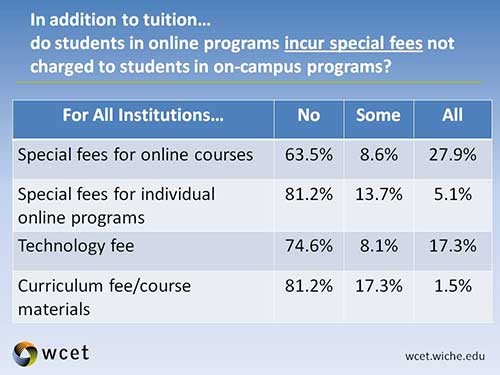 In addition to tuition…
do students in online programs incur special fees not
charged to students in on-campus programs?
For All Institutions… No Some All
Special fees for online courses 63.5% 8.6% 27.9%
Special fees for individual
online programs 81.2% 13.7% 5.1%
Technology fee 74.6% 8.1% 17.3%
Curriculum fee/course
materials 81.2% 17.3% 1.5%
wcet wcet.wiche.edu